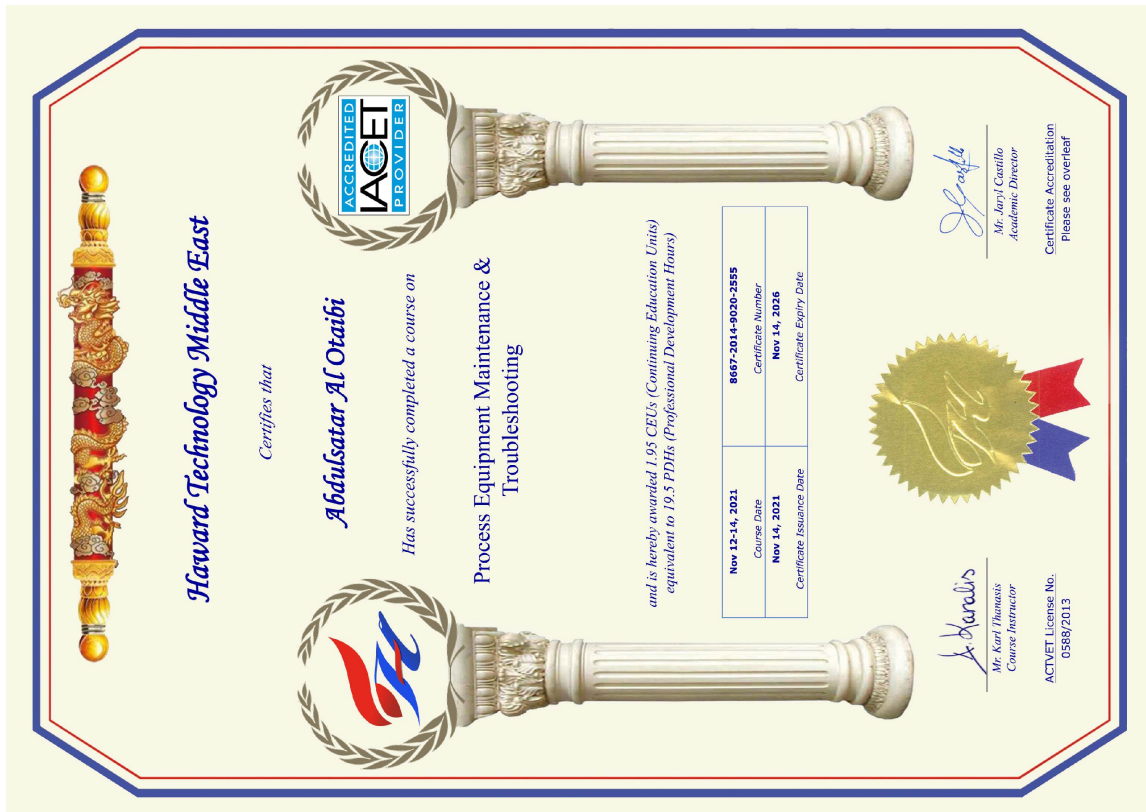 ACCREDITED
IACET
PROVIDER
Haward Technology Middle East
Certifies that
Abdulsatar Al Otaibi
Has successfully completed a course on
Process Equipment Maintenance &
Troubleshooting
and is hereby awarded 1.95 CEUs (Continuing Education Units)
equivalent to 19.5 PDHs (Professional Development Hours)
Nov 12-14, 2021 8667-2014-9020-2555
Course Date Certificate Number
Nov 14, 2021 Nov 14, 2026
Certificate Issuance Date Certificate Expiry Date
Mr. Karl Thanasis Mr. Jaryl Castillo
Course Instructor Academic Director
ACTVET License No. Certificate Accreditation
0588/2013 Please see overleaf